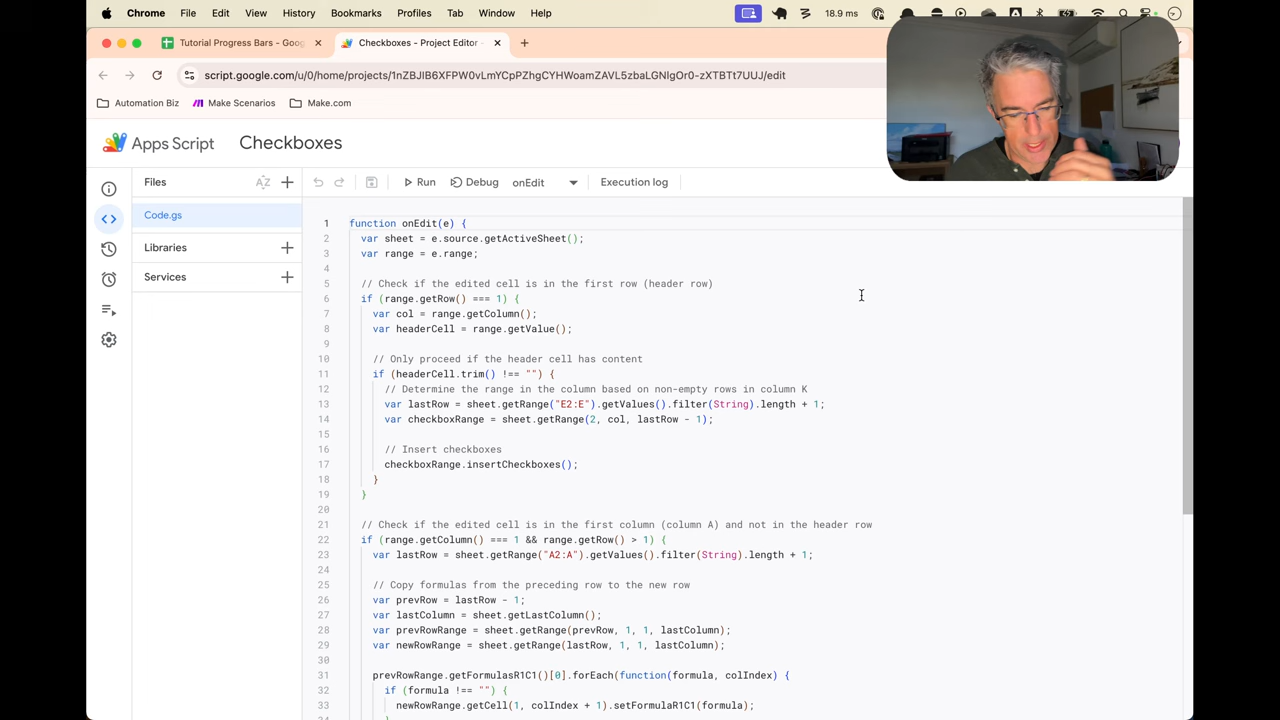 Chrome File Edit View History Bookmarks Profiles Tab Window Help 18.9 ms
Tutorial Progress Bars - Goog
Checkboxes - Project Editor -
script.google.com/u/0/home/projects/1nZBJIB6XFPW0vLmYCpPZhgCYHWoamZAVL5zbaLGNlgOr0-zXTBTt7UUJ/edit
Automation Biz Make Scenarios Make.com
Apps Script Checkboxes
Files AZ Run Debug onEdit Execution log
Code.gs
Libraries
Services
1 function onEdit(e) {
2 var sheet = e.source.getActiveSheet();
3 var range = e.range;
4
5 // Check if the edited cell is in the first row (header row)
6 if (range.getRow() === 1) {
7 var col = range.getColumn();
8 var headerCell = range.getValue();
9
10 // Only proceed if the header cell has content
11 if (headerCell.trim() !== "") {
12 // Determine the range in the column based on non-empty rows in column K
13 var lastRow = sheet.getRange("E2:E").getValues().filter(String).length + 1;
14 var checkboxRange = sheet.getRange(2, col, lastRow - 1);
15
16 // Insert checkboxes
17 checkboxRange.insertCheckboxes();
18 }
19 }
20
21 // Check if the edited cell is in the first column (column A) and not in the header row
22 if (range.getColumn() === 1 && range.getRow() > 1) {
23 var lastRow = sheet.getRange("A2:A").getValues().filter(String).length + 1;
24
25 // Copy formulas from the preceding row to the new row
26 var prevRow = lastRow - 1;
27 var lastColumn = sheet.getLastColumn();
28 var prevRowRange = sheet.getRange(prevRow, 1, 1, lastColumn);
29 var newRowRange = sheet.getRange(lastRow, 1, 1, lastColumn);
30
31 prevRowRange.getFormulasR1C1()[0].forEach(function(formula, colIndex) {
32 if (formula !== "") {
33 newRowRange.getCell(1, colIndex + 1).setFormulaR1C1(formula);